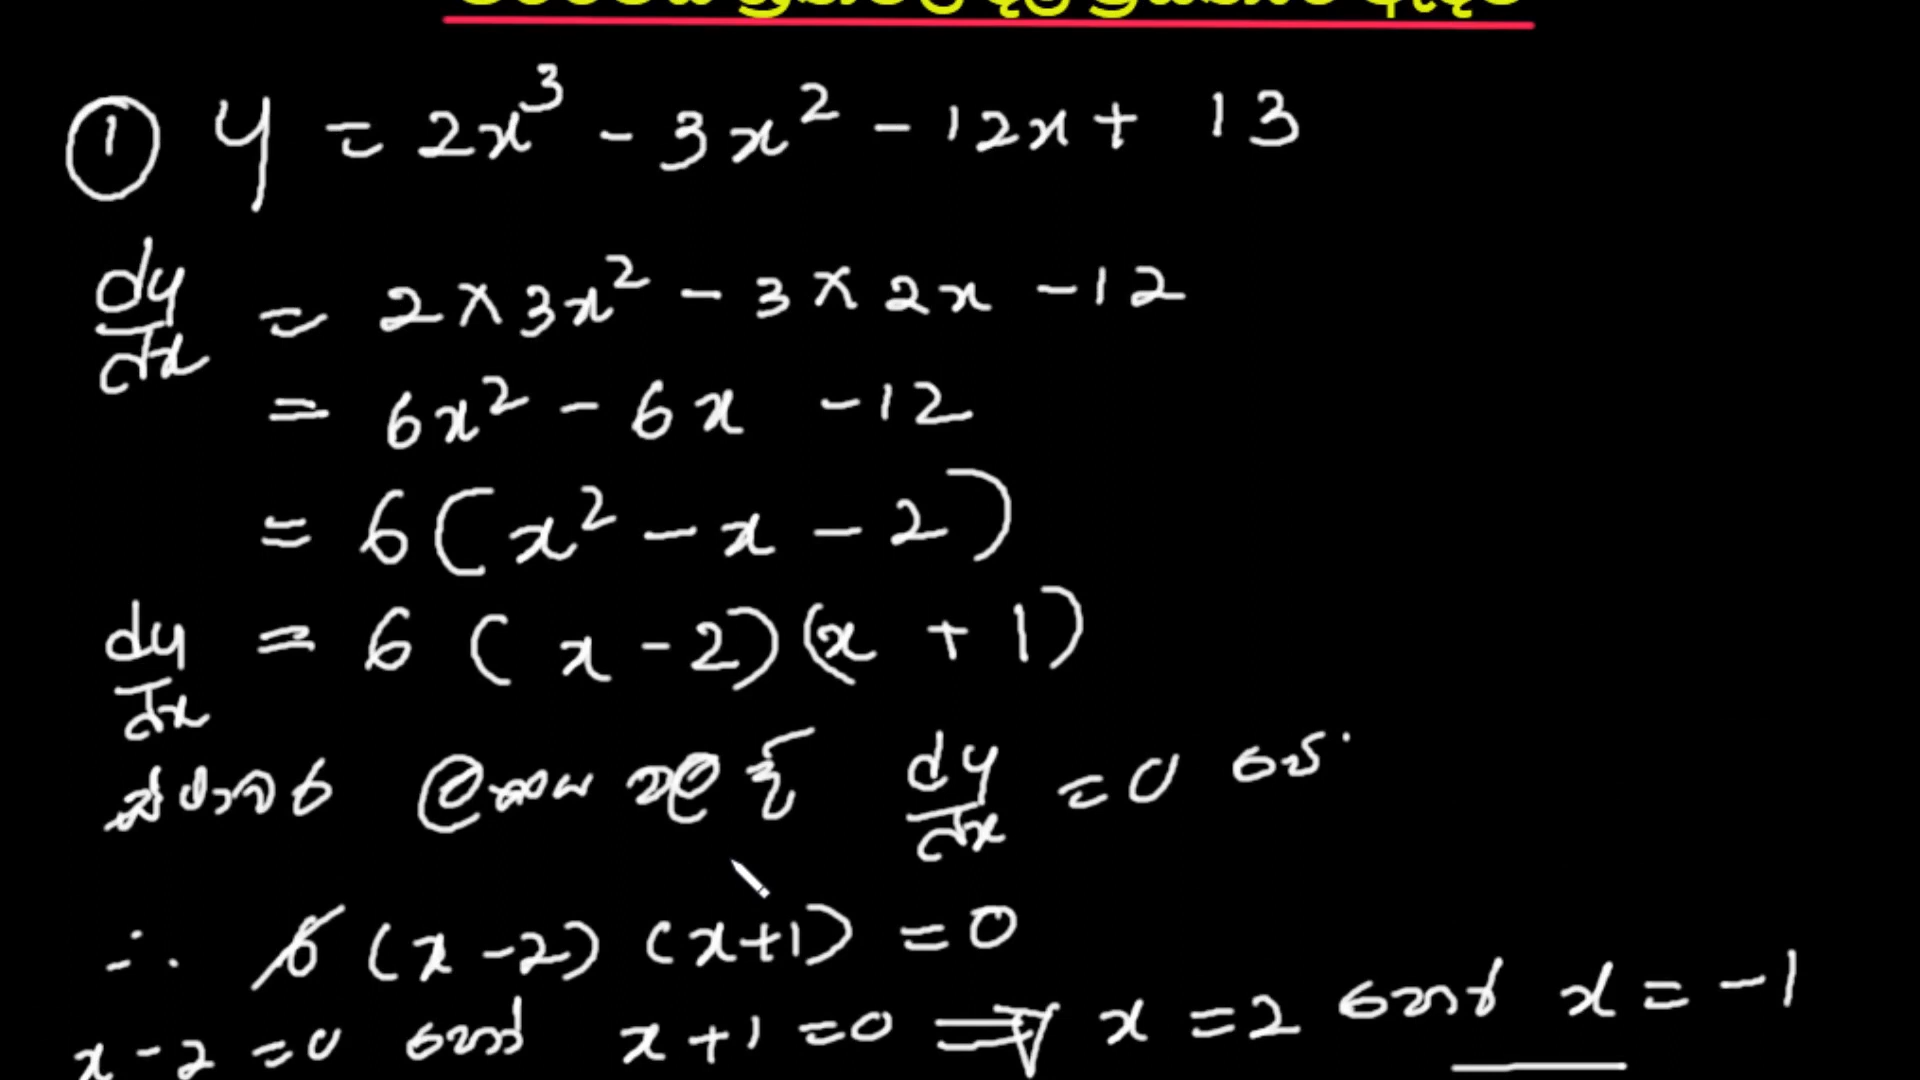 ① y = 2x³ - 3x² - 12x + 13
dy/dx = 2 × 3x² - 3 × 2x - 12
= 6x² - 6x - 12
= 6(x² - x - 2)
dy/dx = 6 (x - 2)(x + 1)
dy/dx = 0
∴ 6 (x - 2) (x + 1) = 0
x - 2 = 0 හෝ x + 1 = 0 ⟹ x = 2 හෝ x = -1